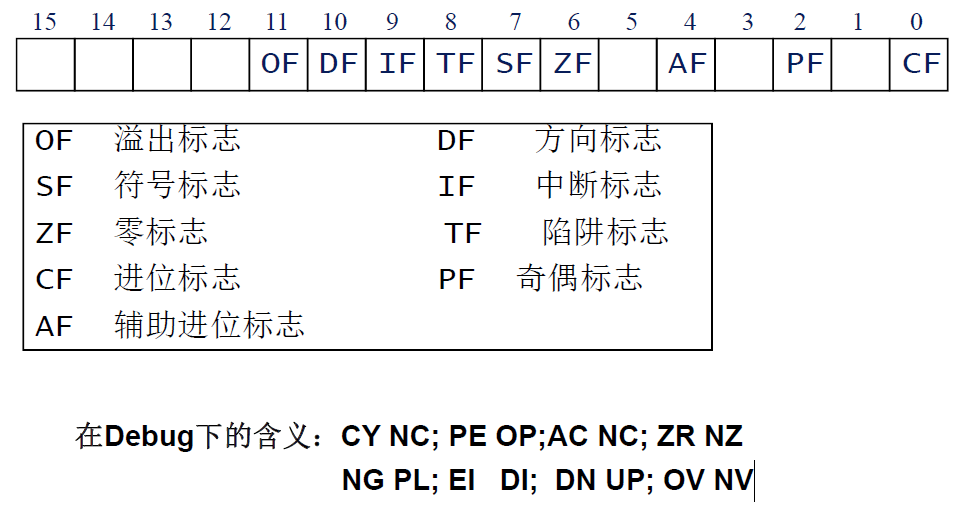 15 14 13 12 11 10 9 8 7 6 5 4 3 2 1 0
OF DF IF TF SF ZF AF PF CF
OF 溢出标志 DF 方向标志
SF 符号标志 IF 中断标志
ZF 零标志 TF 陷阱标志
CF 进位标志 PF 奇偶标志
AF 辅助进位标志
在Debug下的含义：CY NC; PE OP;AC NC; ZR NZ
NG PL; EI DI; DN UP; OV NV